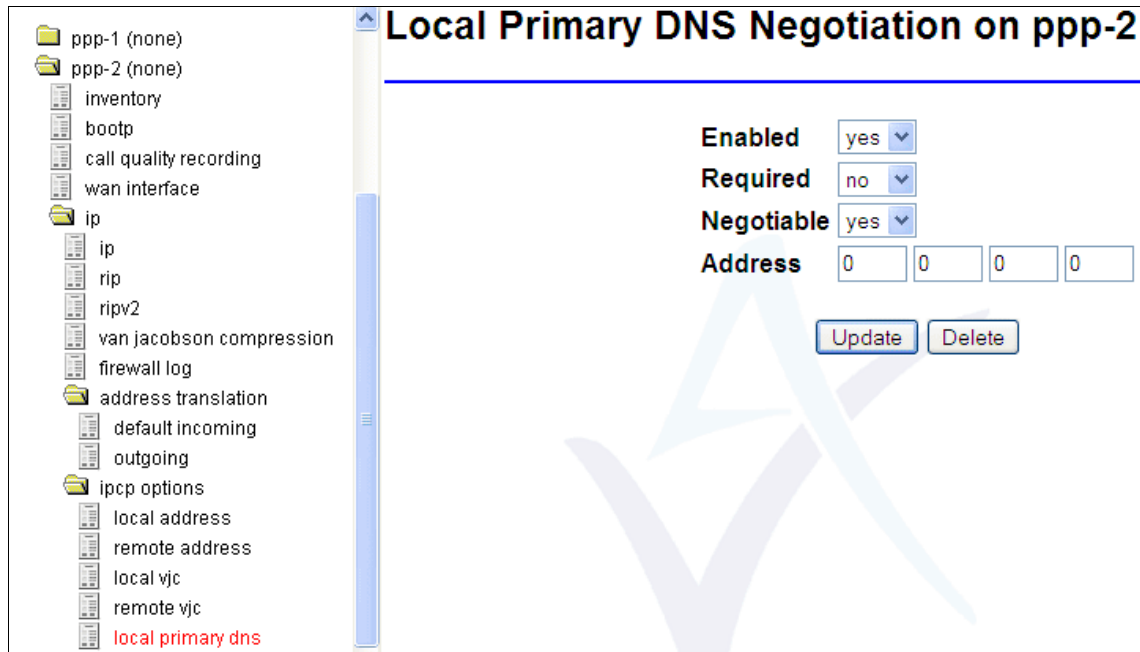 ppp-1 (none)
ppp-2 (none)
inventory
bootp
call quality recording
wan interface
ip
ip
rip
ripv2
van jacobson compression
firewall log
address translation
default incoming
outgoing
ipcp options
local address
remote address
local vjc
remote vjc
local primary dns
Local Primary DNS Negotiation on ppp-2
Enabled yes
Required no
Negotiable yes
Address 0 0 0 0
Update Delete